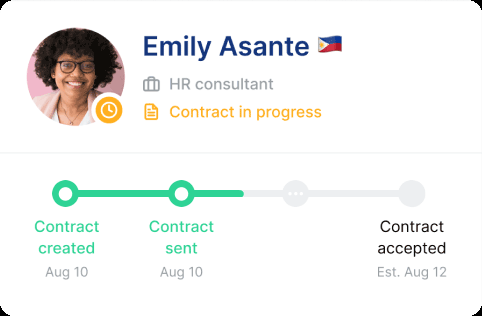 Emily Asante 🇵🇭
HR consultant
Contract in progress
Contract
created
Aug 10
Contract
sent
Aug 10
Contract
accepted
Est. Aug 12